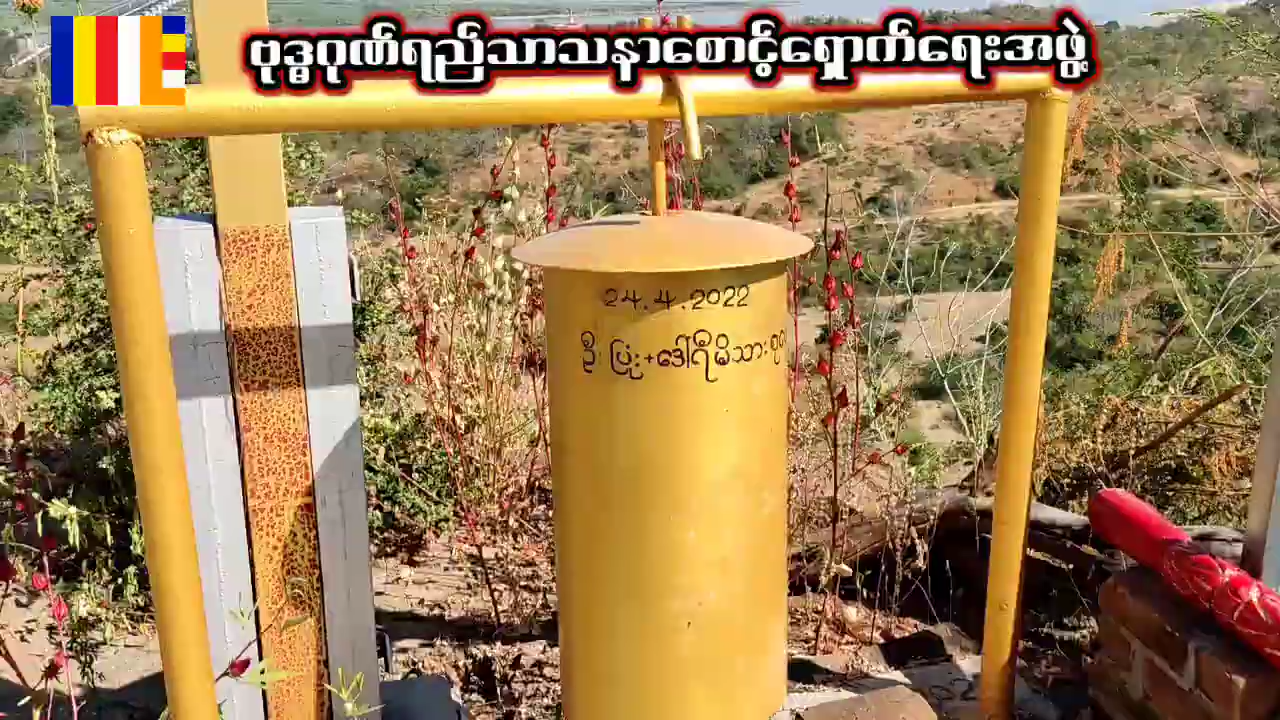 ဗုဒ္ဓဂုဏ်ရည်သာသနာစောင့်ရှောက်ရေးအဖွဲ့
24.4.2022
ဦးပြုံး+ဒေါ်ရီမိသားစု